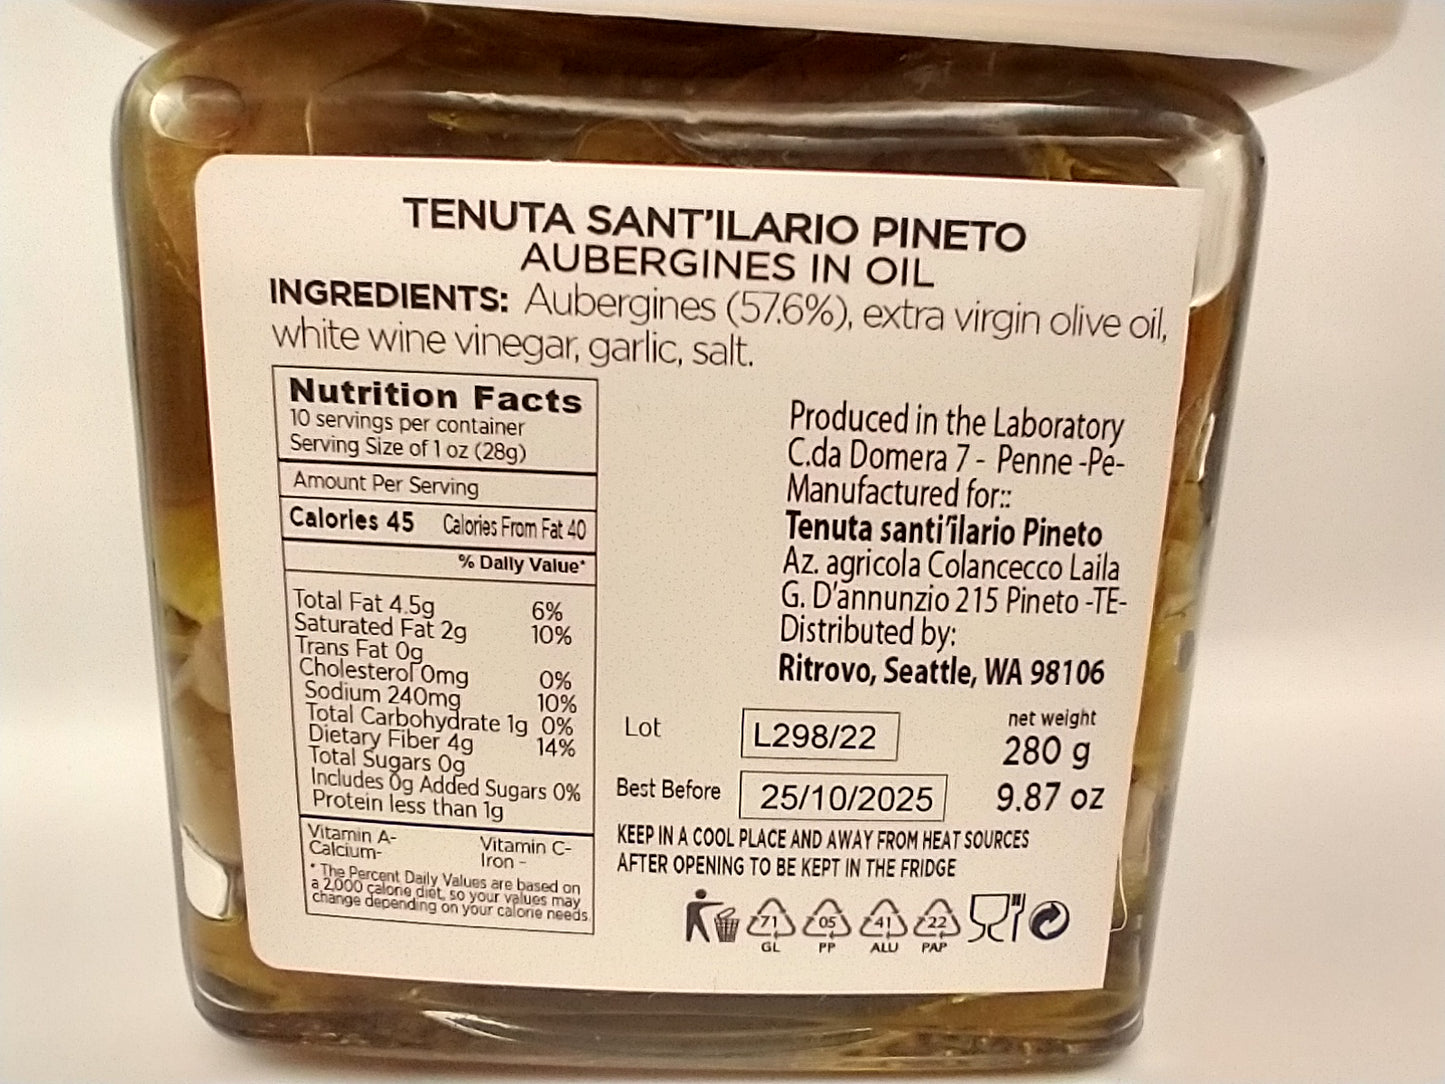 TENUTA SANT'ILARIO PINETO
AUBERGINES IN OIL
INGREDIENTS: Aubergines (57.6%), extra virgin olive oil,
white wine vinegar, garlic, salt.
Nutrition Facts
10 servings per container
Serving Size of 1 oz (28g)
Amount Per Serving
Calories 45 Calories From Fat 40
% Daily Value*
Total Fat 4.5g 6%
Saturated Fat 2g 10%
Trans Fat 0g
Cholesterol 0mg 0%
Sodium 240mg 10%
Total Carbohydrate 1g 0%
Dietary Fiber 4g 14%
Total Sugars 0g
Includes 0g Added Sugars 0%
Protein less than 1g
Vitamin A- Vitamin C-
Calcium- Iron -
* The Percent Daily Values are based on
a 2,000 calorie diet, so your values may
change depending on your calorie needs
Produced in the Laboratory
C.da Domera 7 - Penne -Pe-
Manufactured for::
Tenuta santi'ilario Pineto
Az. agricola Colancecco Laila
G. D'annunzio 215 Pineto -TE-
Distributed by:
Ritrovo, Seattle, WA 98106
Lot L298/22
net weight
280 g
9.87 oz
Best Before 25/10/2025
KEEP IN A COOL PLACE AND AWAY FROM HEAT SOURCES
AFTER OPENING TO BE KEPT IN THE FRIDGE
71 05 41 22
GL PP ALU PAP